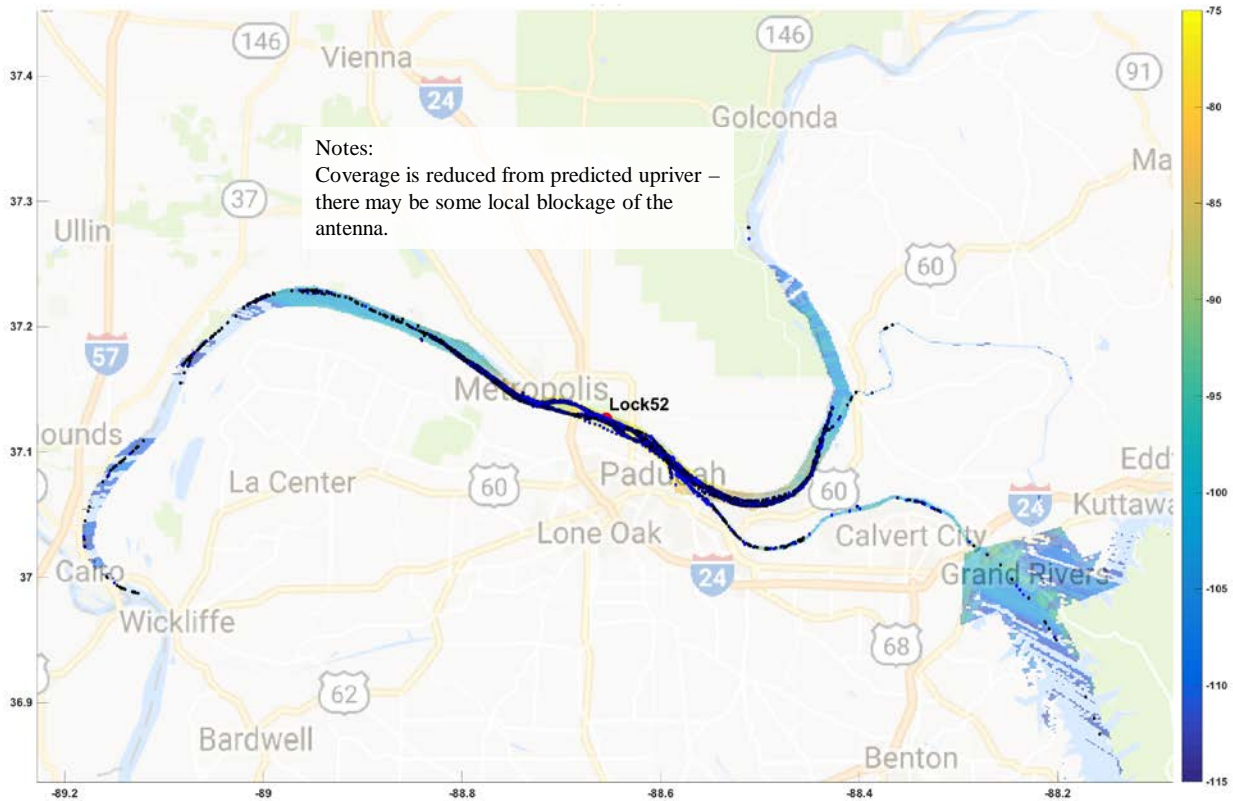 146
146
-75
37.4
Vienna
24
91
-80
Golconda
Notes:
Coverage is reduced from predicted upriver –
there may be some local blockage of the
antenna.
Ma
37.3
37
-85
Ullin
60
-90
37.2
57
Metropolis
Lock52
-95
ounds
37.1
La Center
60
Paducah
60
Edd
24
Kuttawa
-100
Lone Oak
Calvert City
37
Cairo
24
Grand Rivers
-105
Wickliffe
68
62
36.9
-110
Bardwell
Benton
-115
-89.2
-89
-88.8
-88.6
-88.4
-88.2